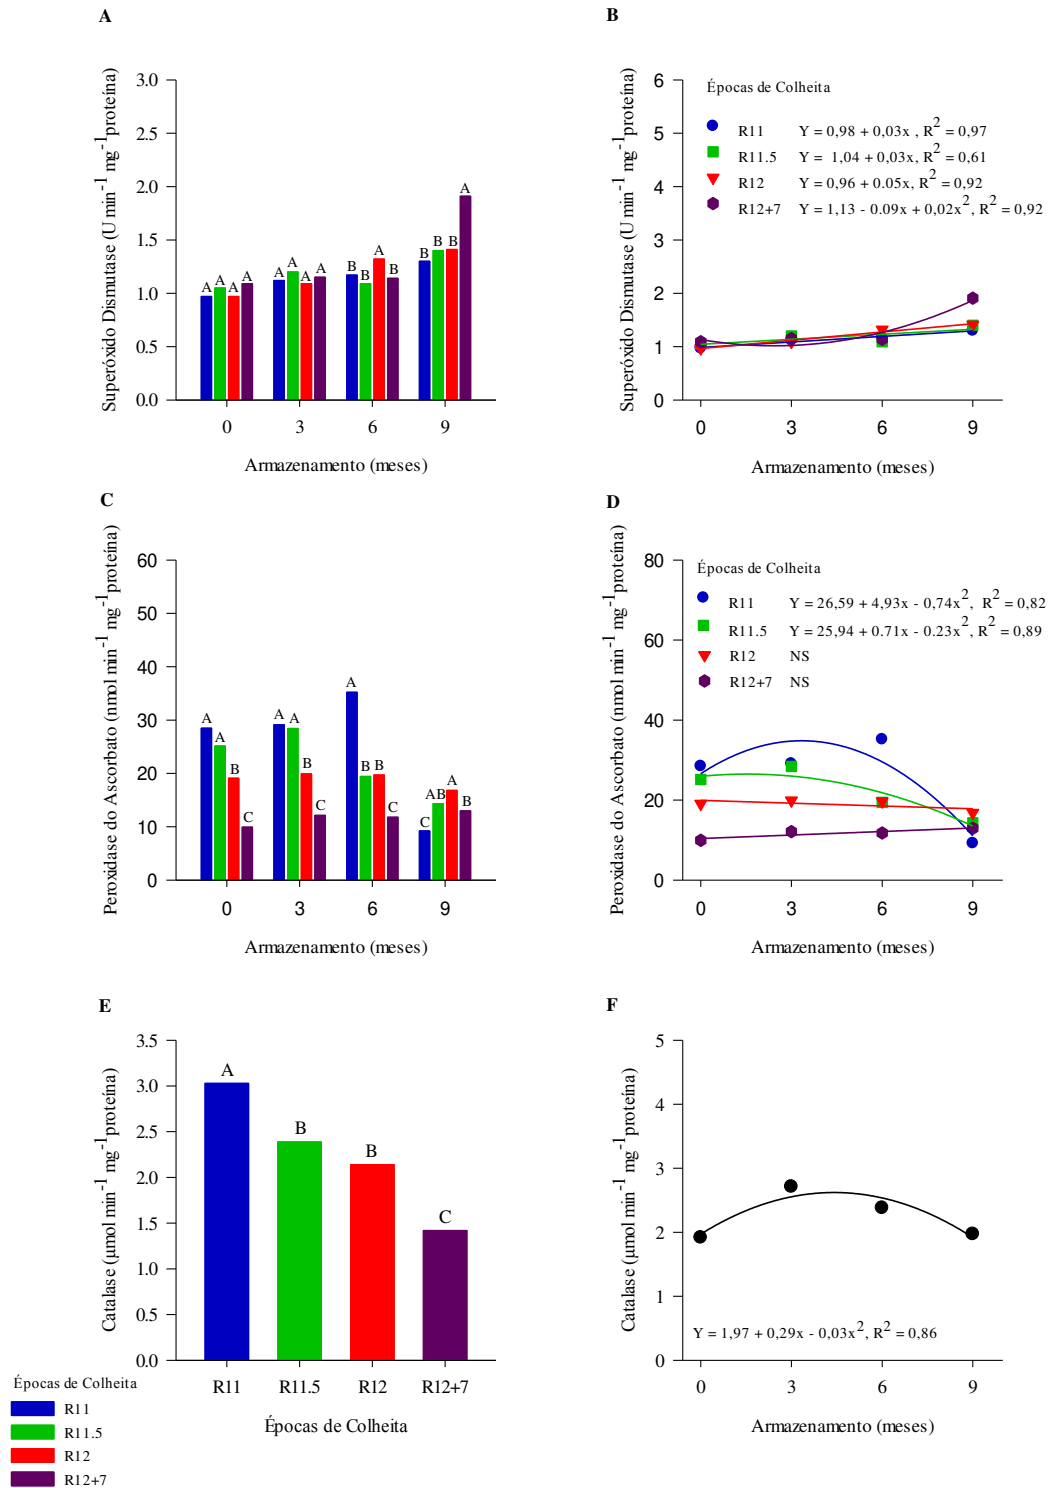 A
Superóxido Dismutase (U min-1 mg-1proteína)
3.0
2.5
2.0
1.5
1.0
0.5
0.0
A A A A
A A A A
B B A B
B B B A
0 3 6 9
Armazenamento (meses)
B
Superóxido Dismutase (U min-1 mg-1proteína)
6
5
4
3
2
1
0
Épocas de Colheita
R11 Y = 0,98 + 0,03x , R2 = 0,97
R11.5 Y = 1,04 + 0,03x, R2 = 0,61
R12 Y = 0,96 + 0.05x, R2 = 0,92
R12+7 Y = 1,13 - 0.09x + 0,02x2, R2 = 0,92
0 3 6 9
Armazenamento (meses)
C
Peroxidase do Ascorbato (nmol min-1 mg-1proteína)
60
50
40
30
20
10
0
A A B C
A A B C
A B B C
C AB A B
0 3 6 9
Armazenamento (meses)
D
Peroxidase do Ascorbato (nmol min-1 mg-1proteína)
80
60
40
20
0
Épocas de Colheita
R11 Y = 26,59 + 4,93x - 0,74x2, R2 = 0,82
R11.5 Y = 25,94 + 0.71x - 0.23x2, R2 = 0,89
R12 NS
R12+7 NS
0 3 6 9
Armazenamento (meses)
E
Catalase (μmol min-1 mg-1proteína)
3.5
3.0
2.5
2.0
1.5
1.0
0.5
0.0
A B B C
R11 R11.5 R12 R12+7
Épocas de Colheita
F
Catalase (μmol min-1 mg-1proteína)
5
4
3
2
1
0
Y = 1,97 + 0,29x - 0,03x2, R2 = 0,86
0 3 6 9
Armazenamento (meses)
Épocas de Colheita
R11
R11.5
R12
R12+7